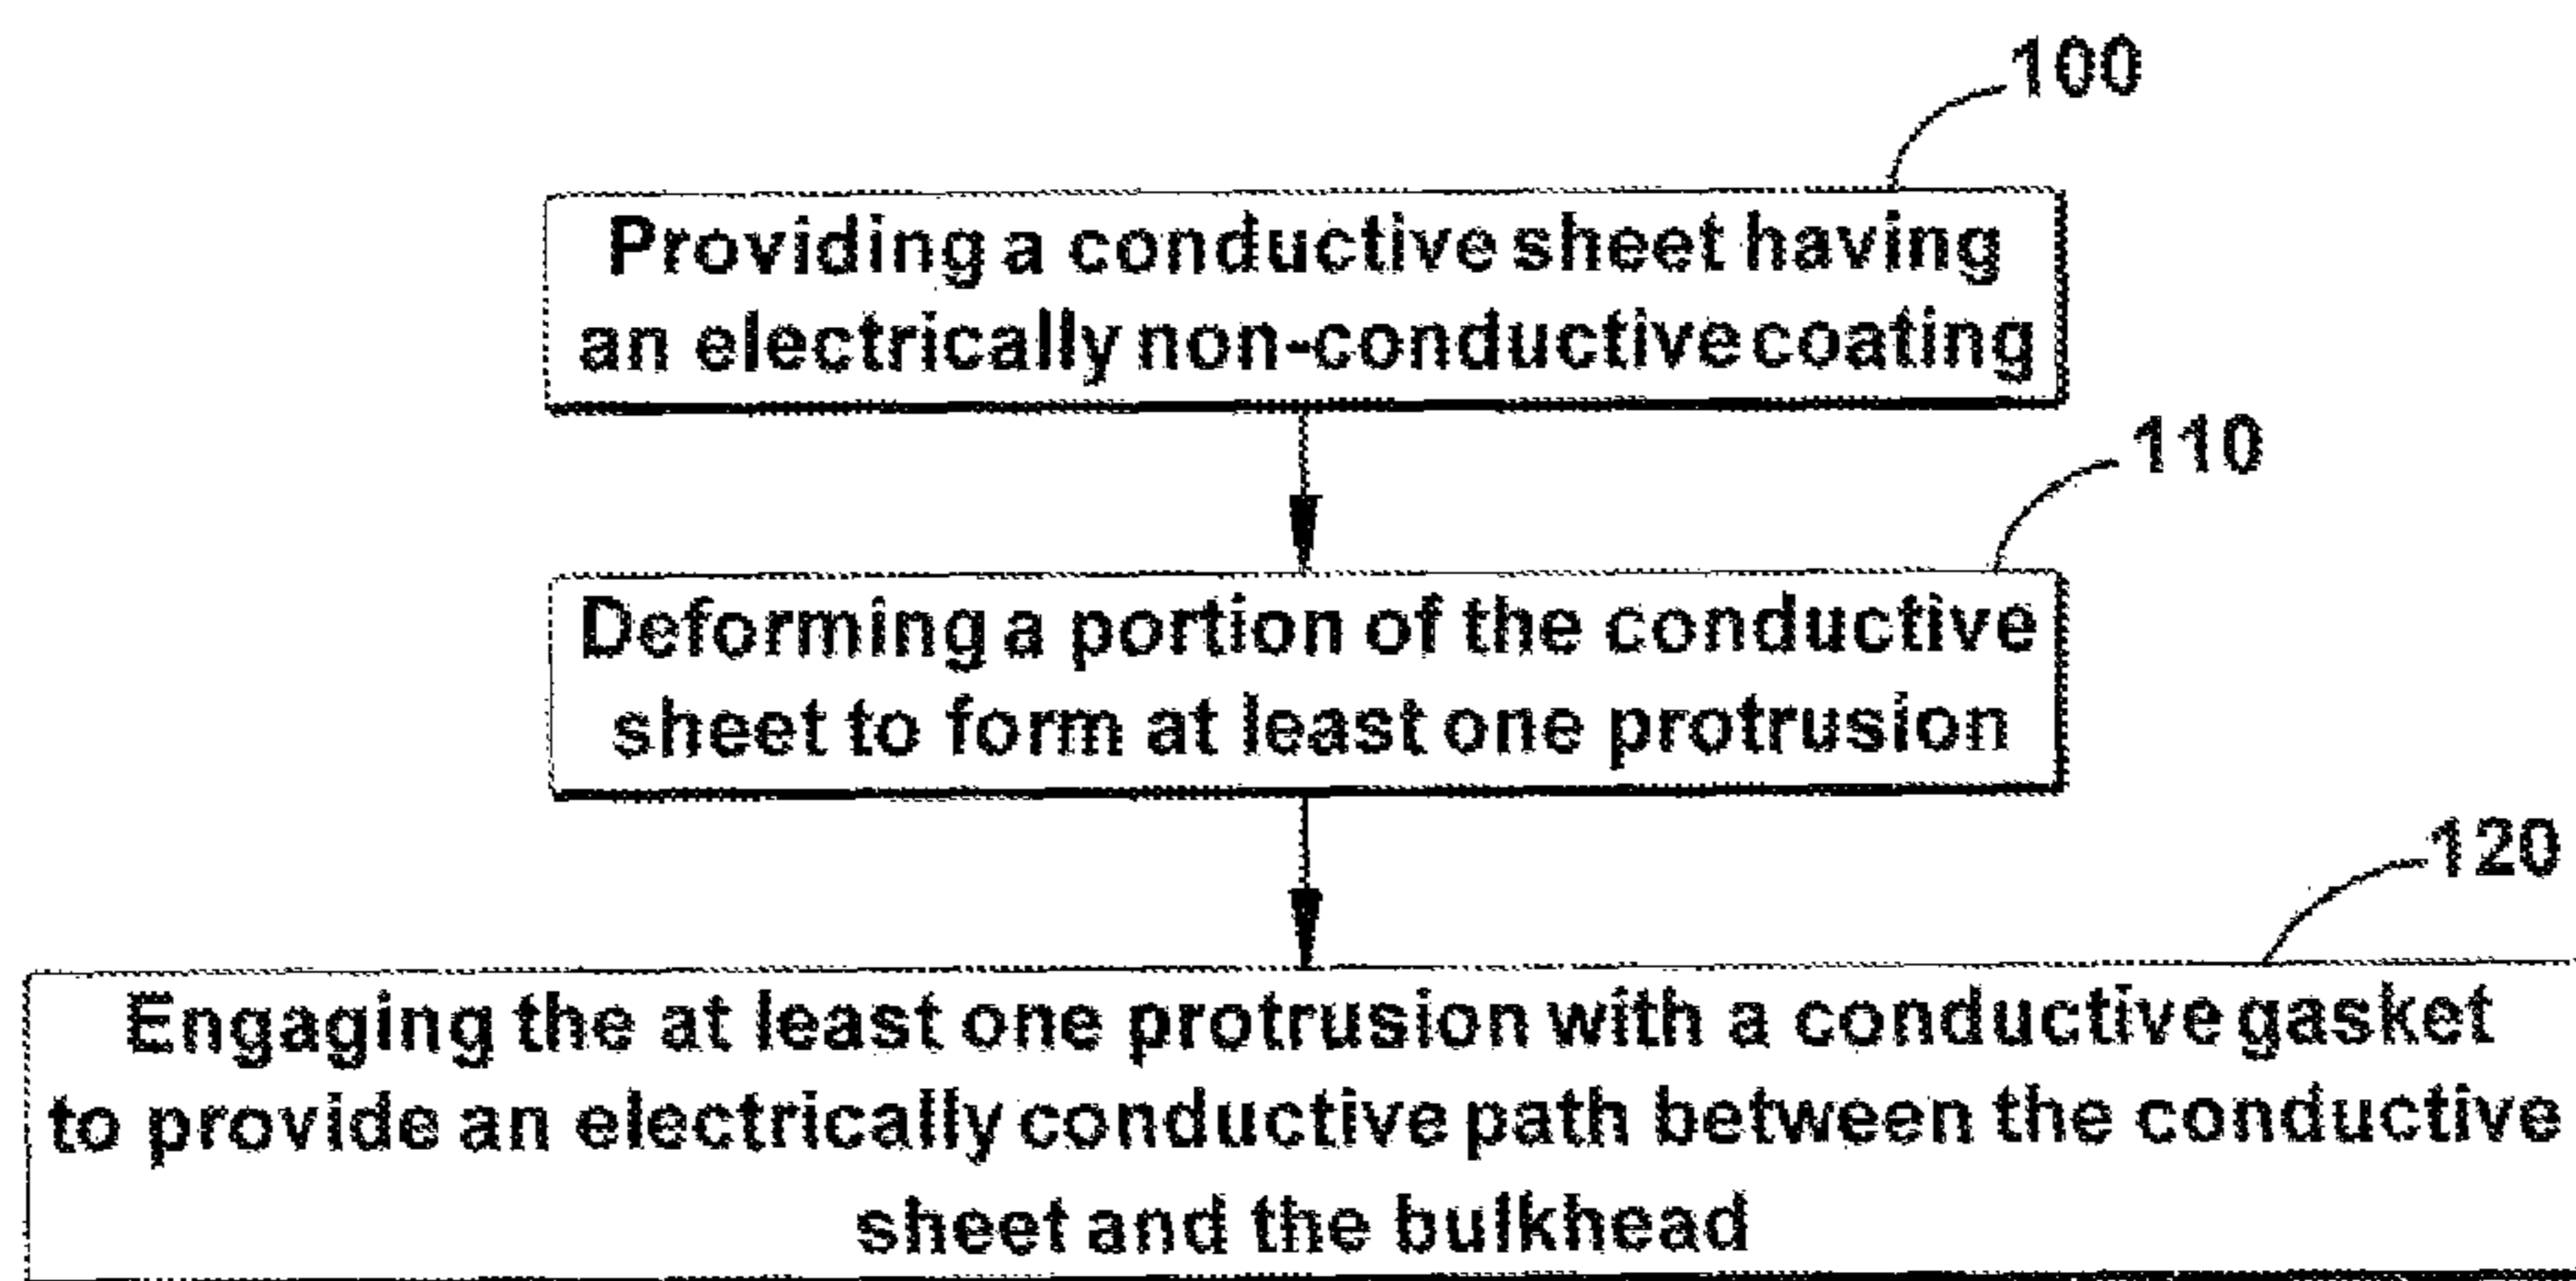 100
Providing a conductive sheet having
an electrically non-conductive coating
110
Deforming a portion of the conductive
sheet to form at least one protrusion
120
Engaging the at least one protrusion with a conductive gasket
to provide an electrically conductive path between the conductive
sheet and the bulkhead